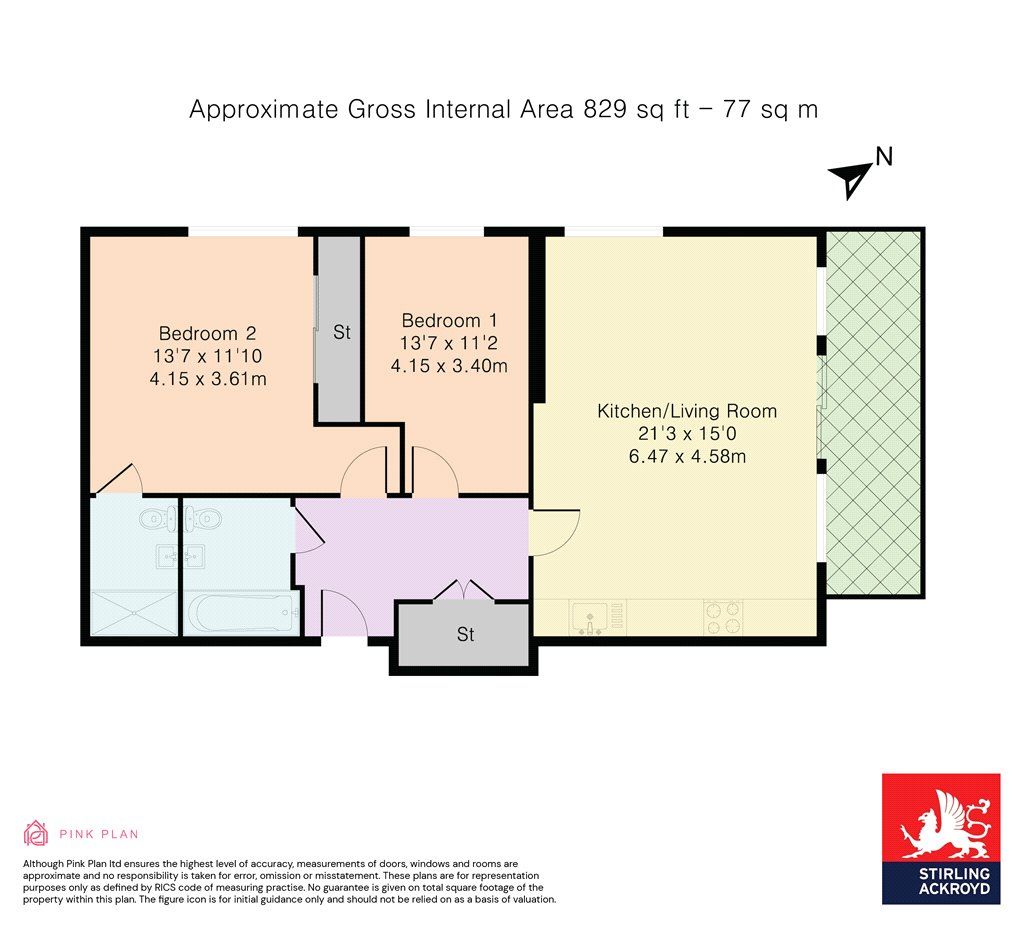 Approximate Gross Internal Area 829 sq ft – 77 sq m
N
Bedroom 2
13'7 x 11'10
4.15 x 3.61m
St
Bedroom 1
13'7 x 11'2
4.15 x 3.40m
Kitchen/Living Room
21'3 x 15'0
6.47 x 4.58m
St
PINK PLAN
Although Pink Plan ltd ensures the highest level of accuracy, measurements of doors, windows and rooms are
approximate and no responsibility is taken for error, omission or misstatement. These plans are for representation
purposes only as defined by RICS code of measuring practise. No guarantee is given on total square footage of the
property within this plan. The figure icon is for initial guidance only and should not be relied on as a basis of valuation.
STIRLING
ACKROYD